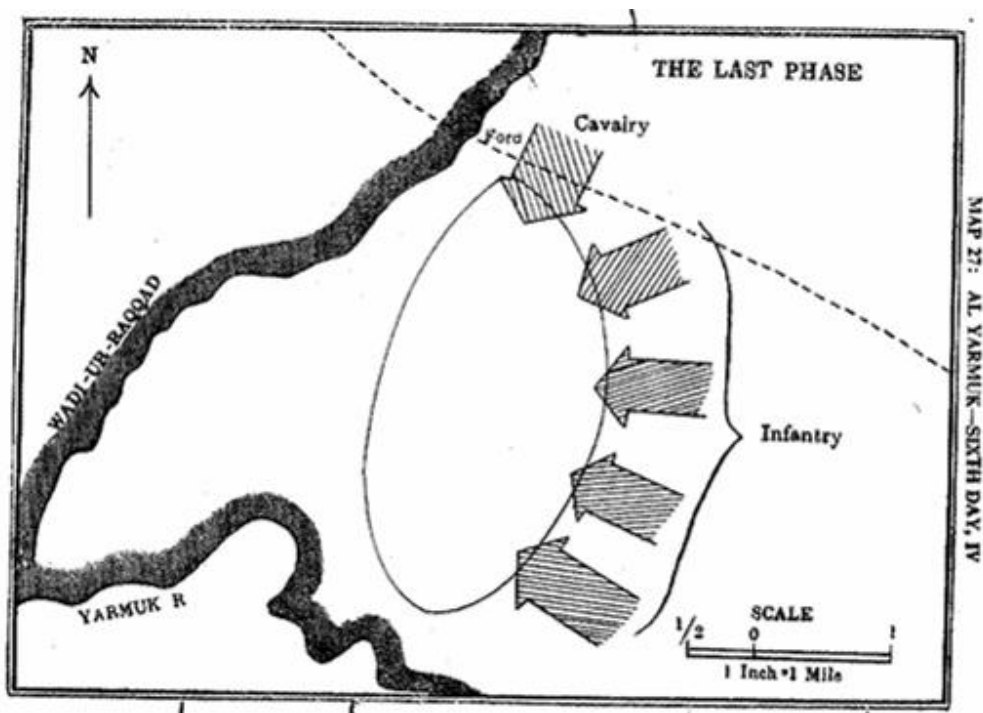 N
THE LAST PHASE
Ford
Cavalry
WADI-UR-RAQQAD
Infantry
YARMUK R
SCALE
1/2 0 1
1 Inch=1 Mile
MAP 27: AL YARMUK—SIXTH DAY, IV